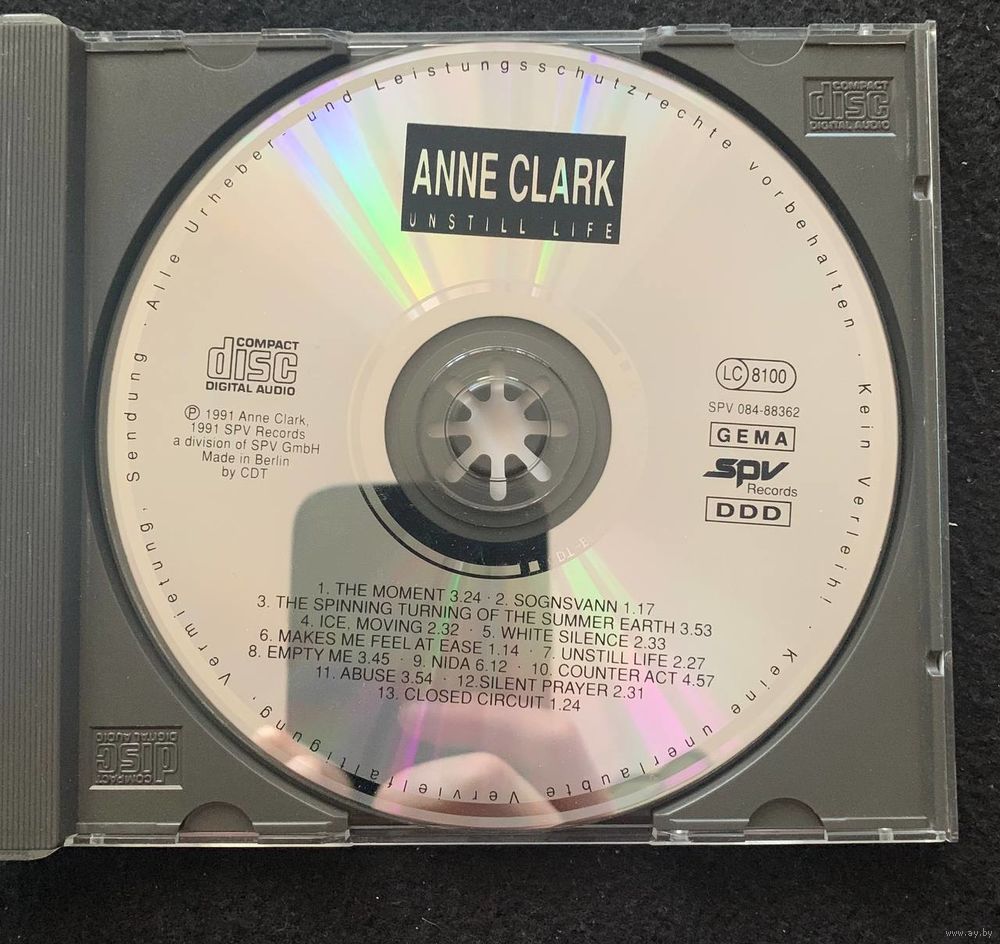 Alle Urheber- und Leistungsschutzrechte vorbehalten · Kein Verleih! · Keine unerlaubte Vervielfältigung, Vermietung, Sendung ·
COMPACT
disc
DIGITAL AUDIO
ANNE CLARK
UNSTILL LIFE
COMPACT
disc
DIGITAL AUDIO
℗ 1991 Anne Clark,
1991 SPV Records
a division of SPV GmbH
Made in Berlin
by CDT
LC 8100
SPV 084-88362
GEMA
SPV
Records
DDD
1. THE MOMENT 3.24 · 2. SOGNSVANN 1.17
3. THE SPINNING TURNING OF THE SUMMER EARTH 3.53
4. ICE, MOVING 2.32 · 5. WHITE SILENCE 2.33
6. MAKES ME FEEL AT EASE 1.14 · 7. UNSTILL LIFE 2.27
8. EMPTY ME 3.45 · 9. NIDA 6.12 · 10. COUNTER ACT 4.57
11. ABUSE 3.54 · 12.SILENT PRAYER 2.31
13. CLOSED CIRCUIT 1.24
COMPACT
disc
DIGITAL AUDIO
www.ay.by